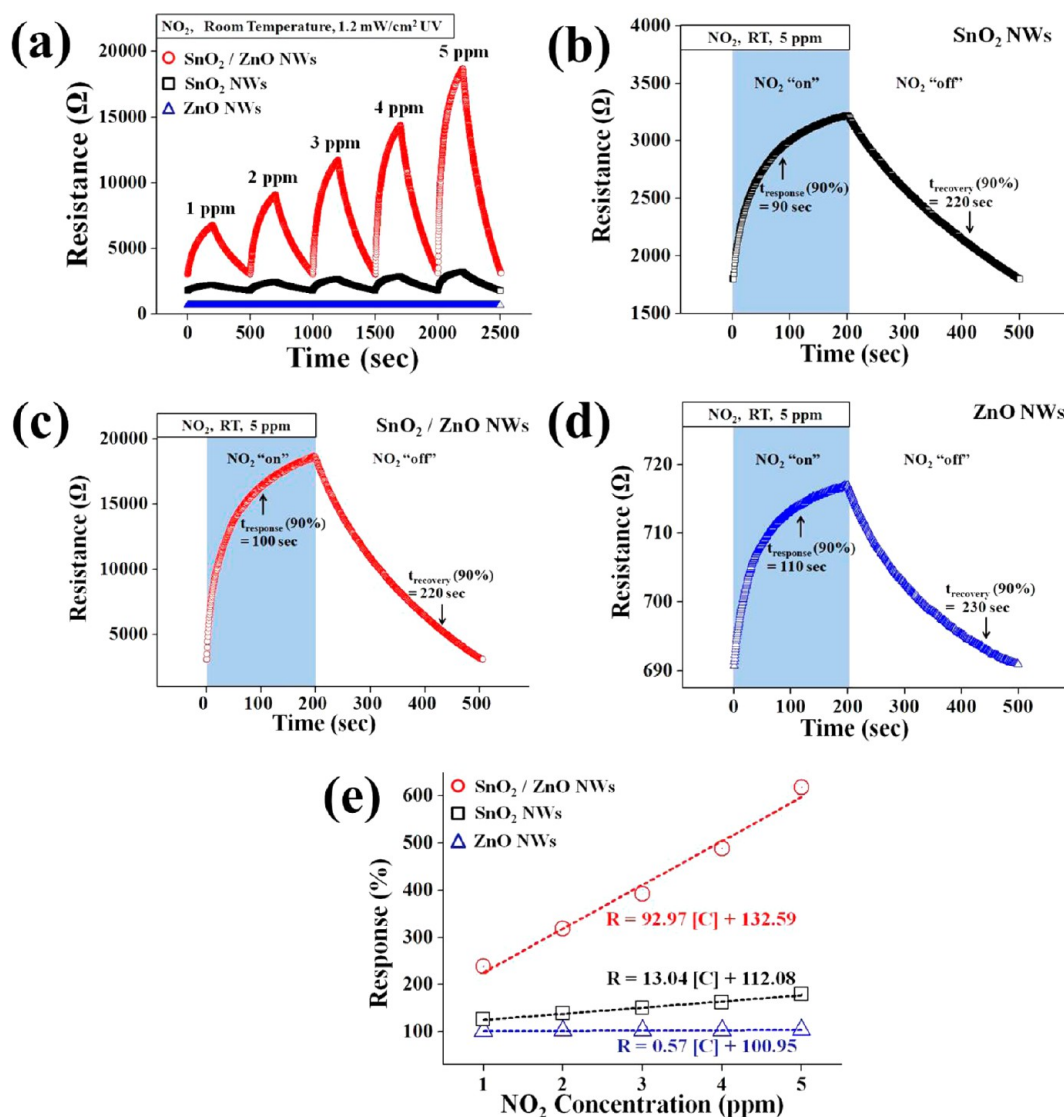 (a)
NO₂, Room Temperature, 1.2 mW/cm² UV
SnO₂ / ZnO NWs
SnO₂ NWs
ZnO NWs
1 ppm
2 ppm
3 ppm
4 ppm
5 ppm
Resistance (Ω)
20000
15000
10000
5000
0
0 500 1000 1500 2000 2500
Time (sec)
(b)
NO₂, RT, 5 ppm
SnO₂ NWs
NO₂ “on”
NO₂ “off”
t_response (90%)
= 90 sec
t_recovery (90%)
= 220 sec
Resistance (Ω)
4000
3500
3000
2500
2000
1500
0 100 200 300 400 500
Time (sec)
(c)
NO₂, RT, 5 ppm
SnO₂ / ZnO NWs
NO₂ “on”
NO₂ “off”
t_response (90%)
= 100 sec
t_recovery (90%)
= 220 sec
Resistance (Ω)
20000
15000
10000
5000
0 100 200 300 400 500
Time (sec)
(d)
NO₂, RT, 5 ppm
ZnO NWs
NO₂ “on”
NO₂ “off”
t_response (90%)
= 110 sec
t_recovery (90%)
= 230 sec
Resistance (Ω)
720
710
700
690
0 100 200 300 400 500
Time (sec)
(e)
SnO₂ / ZnO NWs
SnO₂ NWs
ZnO NWs
R = 92.97 [C] + 132.59
R = 13.04 [C] + 112.08
R = 0.57 [C] + 100.95
Response (%)
600
500
400
300
200
100
1 2 3 4 5
NO₂ Concentration (ppm)